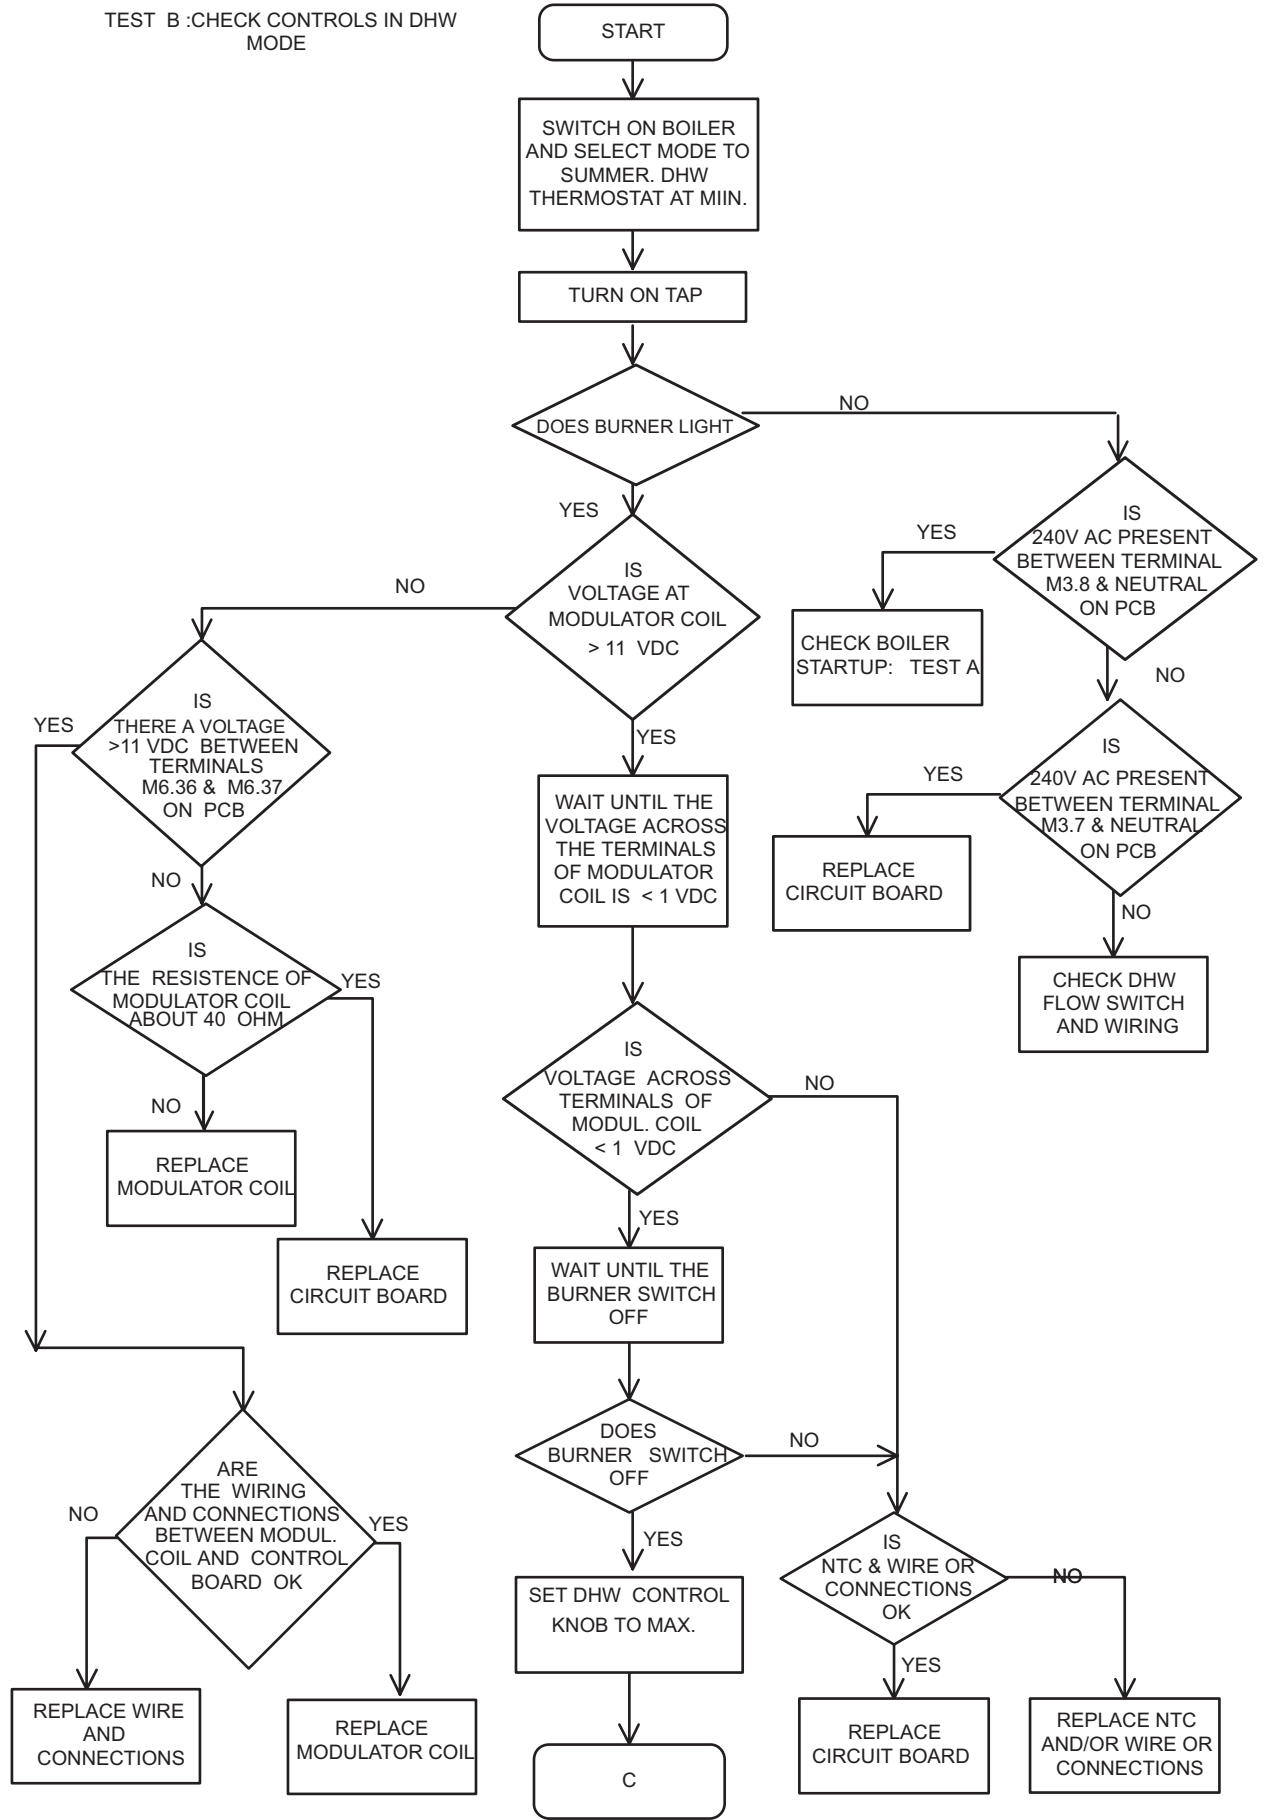 TEST B :CHECK CONTROLS IN DHW
MODE
START
SWITCH ON BOILER
AND SELECT MODE TO
SUMMER. DHW
THERMOSTAT AT MIIN.
TURN ON TAP
DOES BURNER LIGHT
NO
YES
IS
240V AC PRESENT
BETWEEN TERMINAL
M3.8 & NEUTRAL
ON PCB
YES
CHECK BOILER
STARTUP: TEST A
NO
IS
240V AC PRESENT
BETWEEN TERMINAL
M3.7 & NEUTRAL
ON PCB
YES
REPLACE
CIRCUIT BOARD
NO
CHECK DHW
FLOW SWITCH
AND WIRING
IS
VOLTAGE AT
MODULATOR COIL
> 11 VDC
NO
YES
IS
THERE A VOLTAGE
>11 VDC BETWEEN
TERMINALS
M6.36 & M6.37
ON PCB
YES
NO
IS
THE RESISTENCE OF
MODULATOR COIL
ABOUT 40 OHM
YES
NO
REPLACE
MODULATOR COIL
REPLACE
CIRCUIT BOARD
ARE
THE WIRING
AND CONNECTIONS
BETWEEN MODUL.
COIL AND CONTROL
BOARD OK
NO
YES
REPLACE WIRE
AND
CONNECTIONS
REPLACE
MODULATOR COIL
WAIT UNTIL THE
VOLTAGE ACROSS
THE TERMINALS
OF MODULATOR
COIL IS < 1 VDC
IS
VOLTAGE ACROSS
TERMINALS OF
MODUL. COIL
< 1 VDC
NO
YES
WAIT UNTIL THE
BURNER SWITCH
OFF
DOES
BURNER SWITCH
OFF
NO
YES
SET DHW CONTROL
KNOB TO MAX.
C
IS
NTC & WIRE OR
CONNECTIONS
OK
NO
YES
REPLACE
CIRCUIT BOARD
REPLACE NTC
AND/OR WIRE OR
CONNECTIONS